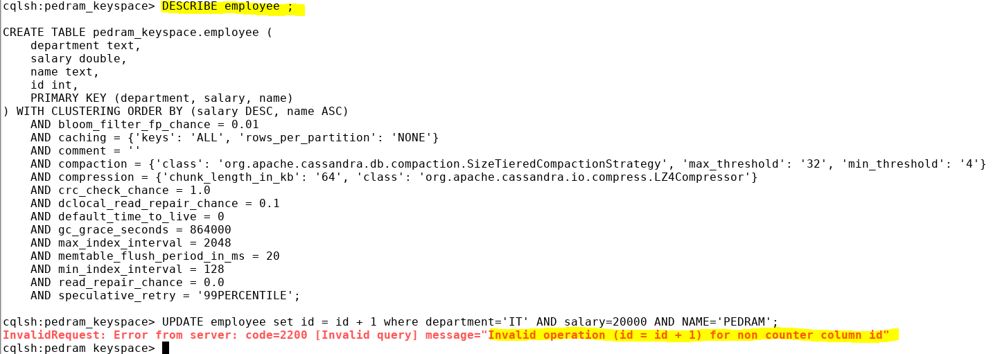 cqlsh:pedram_keyspace> DESCRIBE employee ;
CREATE TABLE pedram_keyspace.employee (
    department text,
    salary double,
    name text,
    id int,
    PRIMARY KEY (department, salary, name)
) WITH CLUSTERING ORDER BY (salary DESC, name ASC)
    AND bloom_filter_fp_chance = 0.01
    AND caching = {'keys': 'ALL', 'rows_per_partition': 'NONE'}
    AND comment = ''
    AND compaction = {'class': 'org.apache.cassandra.db.compaction.SizeTieredCompactionStrategy', 'max_threshold': '32', 'min_threshold': '4'}
    AND compression = {'chunk_length_in_kb': '64', 'class': 'org.apache.cassandra.io.compress.LZ4Compressor'}
    AND crc_check_chance = 1.0
    AND dclocal_read_repair_chance = 0.1
    AND default_time_to_live = 0
    AND gc_grace_seconds = 864000
    AND max_index_interval = 2048
    AND memtable_flush_period_in_ms = 20
    AND min_index_interval = 128
    AND read_repair_chance = 0.0
    AND speculative_retry = '99PERCENTILE';
cqlsh:pedram_keyspace> UPDATE employee set id = id + 1 where department='IT' AND salary=20000 AND NAME='PEDRAM';
InvalidRequest: Error from server: code=2200 [Invalid query] message="Invalid operation (id = id + 1) for non counter column id"
cqlsh:pedram_keyspace>